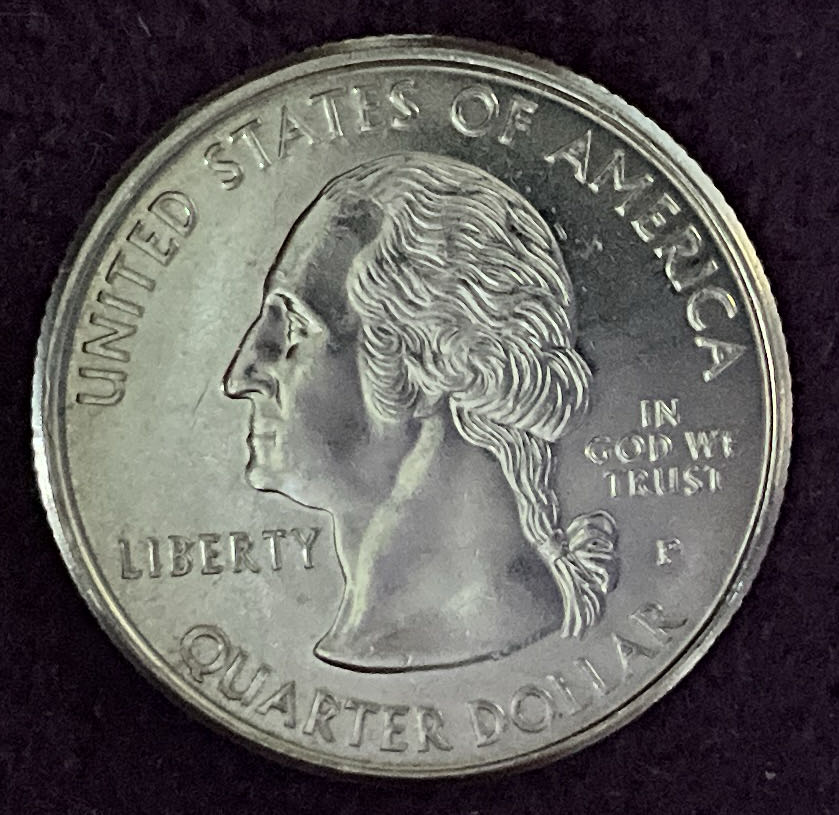 UNITED STATES OF AMERICA
LIBERTY
IN
GOD WE
TRUST
P
QUARTER DOLLAR